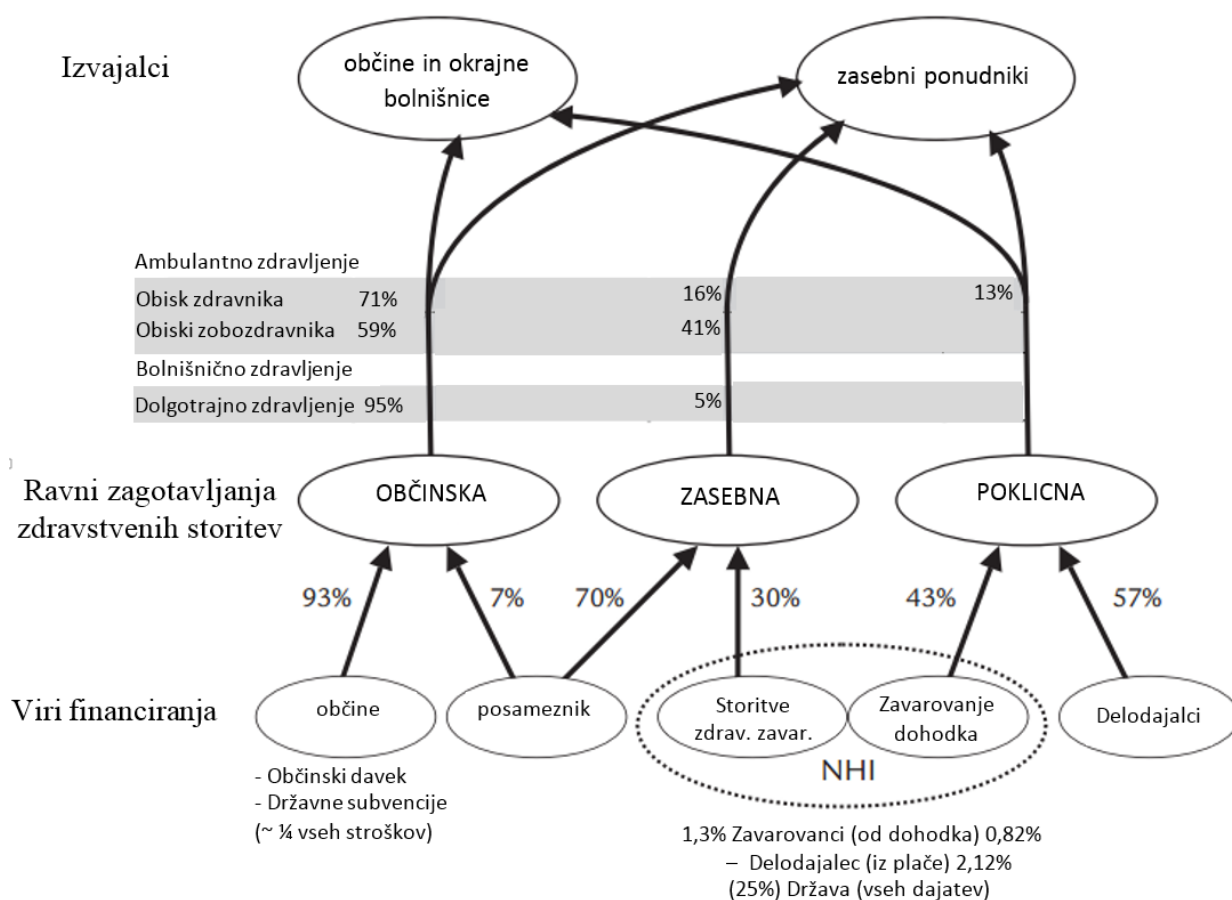 Izvajalci
občine in okrajne
bolnišnice
zasebni ponudniki
Ambulantno zdravljenje
Obisk zdravnika 71% 16% 13%
Obiski zobozdravnika 59% 41%
Bolnišnično zdravljenje
Dolgotrajno zdravljenje 95% 5%
Ravni zagotavljanja
zdravstvenih storitev
OBČINSKA
ZASEBNA
POKLICNA
93% 7% 70% 30% 43% 57%
Viri financiranja
občine
posameznik
Storitve
zdrav. zavar.
Zavarovanje
dohodka
Delodajalci
NHI
- Občinski davek
- Državne subvencije
(~ ¼ vseh stroškov)
1,3% Zavarovanci (od dohodka) 0,82%
– Delodajalec (iz plače) 2,12%
(25%) Država (vseh dajatev)